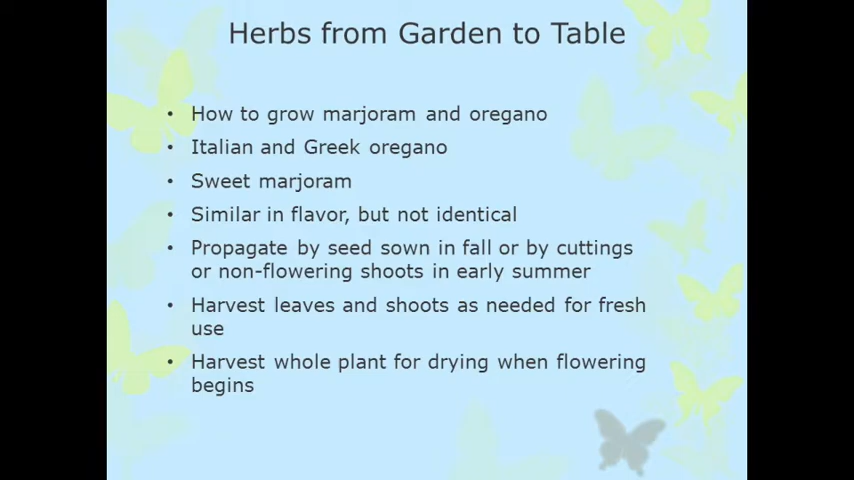 Herbs from Garden to Table
• How to grow marjoram and oregano
• Italian and Greek oregano
• Sweet marjoram
• Similar in flavor, but not identical
• Propagate by seed sown in fall or by cuttings
or non-flowering shoots in early summer
• Harvest leaves and shoots as needed for fresh
use
• Harvest whole plant for drying when flowering
begins